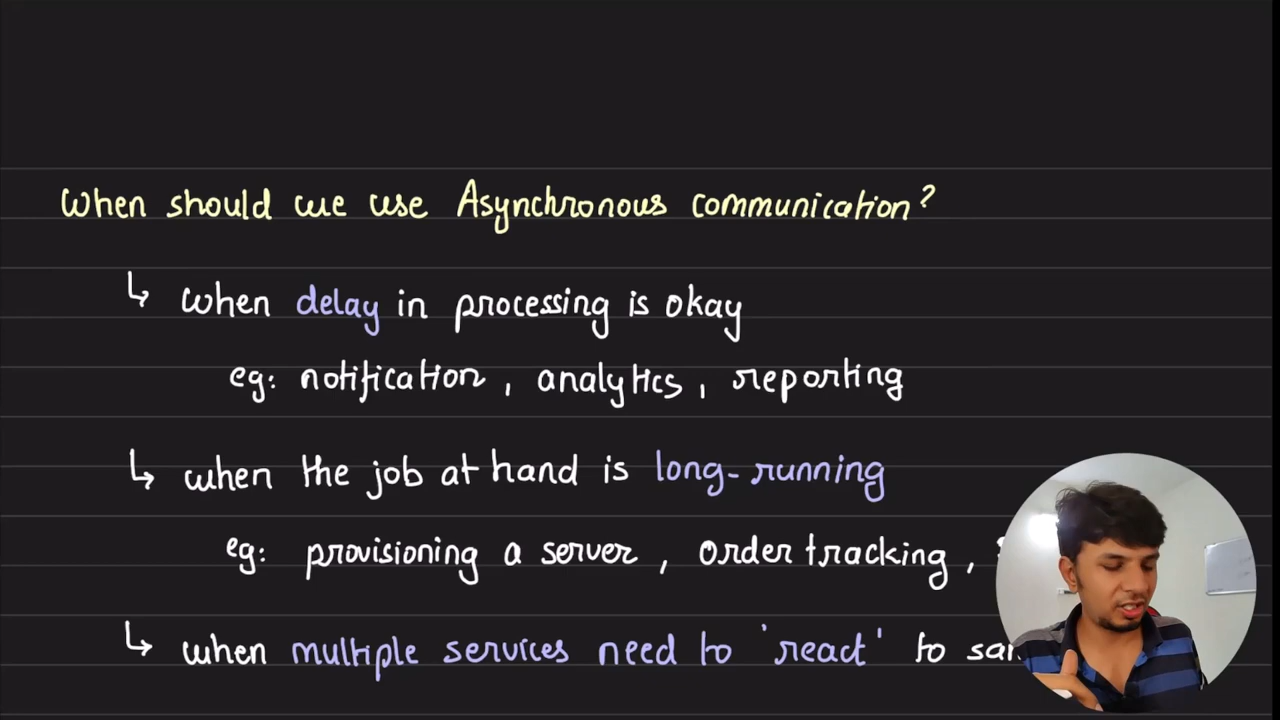 When should we use Asynchronous communication?
↳ when delay in processing is okay
eg: notification, analytics, reporting
↳ when the job at hand is long-running
eg: provisioning a server, order tracking,
↳ when multiple services need to 'react' to